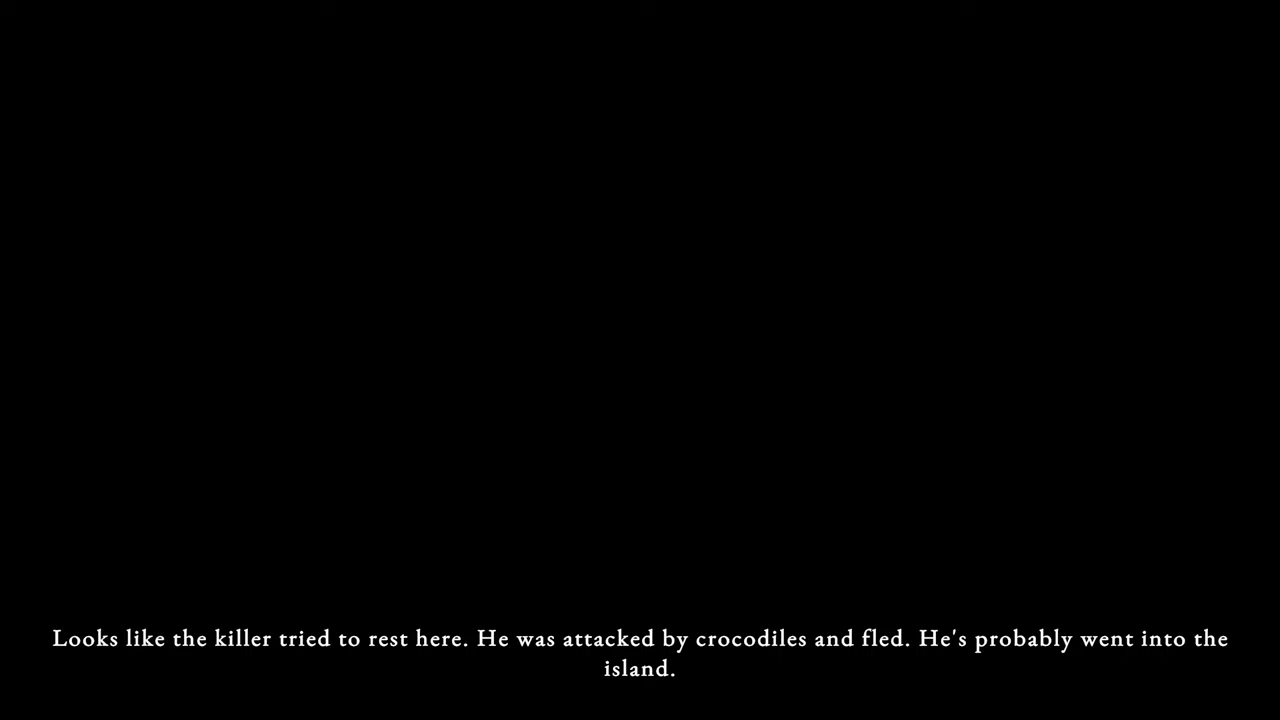 Looks like the killer tried to rest here. He was attacked by crocodiles and fled. He's probably went into the
island.